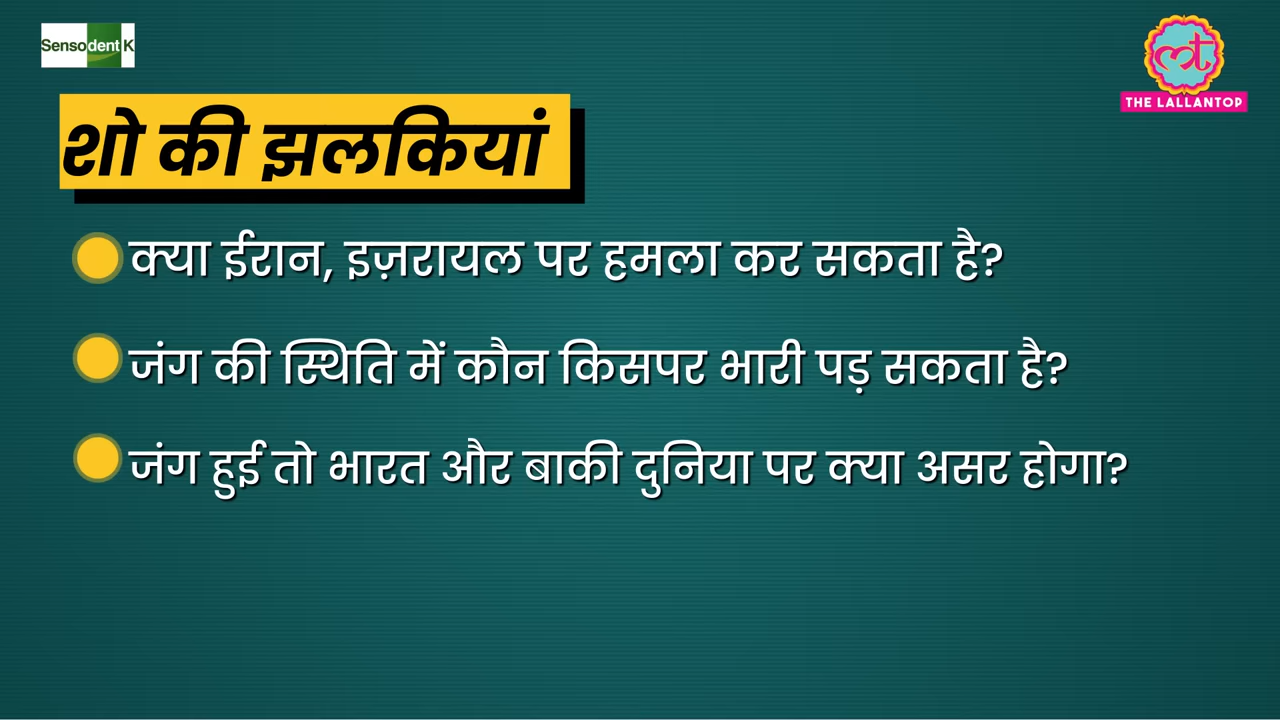 Sensodent K
THE LALLANTOP
शो की झलकियां
क्या ईरान, इज़रायल पर हमला कर सकता है?
जंग की स्थिति में कौन किसपर भारी पड़ सकता है?
जंग हुई तो भारत और बाकी दुनिया पर क्या असर होगा?